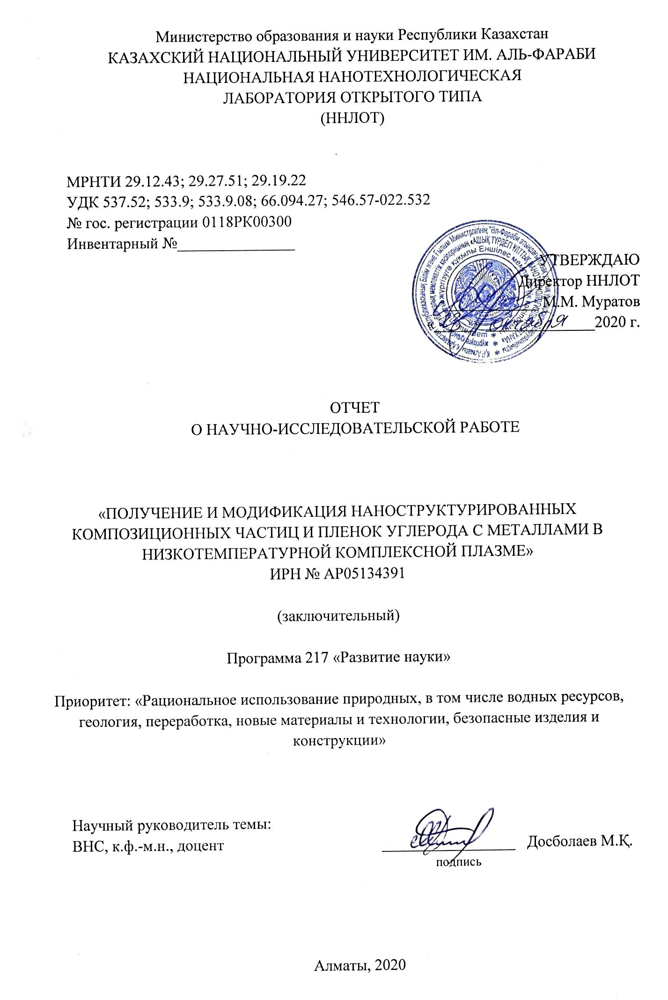 Министерство образования и науки Республики Казахстан
КАЗАХСКИЙ НАЦИОНАЛЬНЫЙ УНИВЕРСИТЕТ ИМ. АЛЬ-ФАРАБИ
НАЦИОНАЛЬНАЯ НАНОТЕХНОЛОГИЧЕСКАЯ
ЛАБОРАТОРИЯ ОТКРЫТОГО ТИПА
(ННЛОТ)
МРНТИ 29.12.43; 29.27.51; 29.19.22
УДК 537.52; 533.9; 533.9.08; 66.094.27; 546.57-022.532
№ гос. регистрации 0118РК00300
Инвентарный №_______________
УТВЕРЖДАЮ
Директор ННЛОТ
М.М. Муратов
октября 2020 г.
ОТЧЕТ
О НАУЧНО-ИССЛЕДОВАТЕЛЬСКОЙ РАБОТЕ
«ПОЛУЧЕНИЕ И МОДИФИКАЦИЯ НАНОСТРУКТУРИРОВАННЫХ
КОМПОЗИЦИОННЫХ ЧАСТИЦ И ПЛЕНОК УГЛЕРОДА С МЕТАЛЛАМИ В
НИЗКОТЕМПЕРАТУРНОЙ КОМПЛЕКСНОЙ ПЛАЗМЕ»
ИРН № АР05134391
(заключительный)
Программа 217 «Развитие науки»
Приоритет: «Рациональное использование природных, в том числе водных ресурсов,
геология, переработка, новые материалы и технологии, безопасные изделия и
конструкции»
Научный руководитель темы:
ВНС, к.ф.-м.н., доцент _________________ Досболаев М.Қ.
подпись
Алматы, 2020